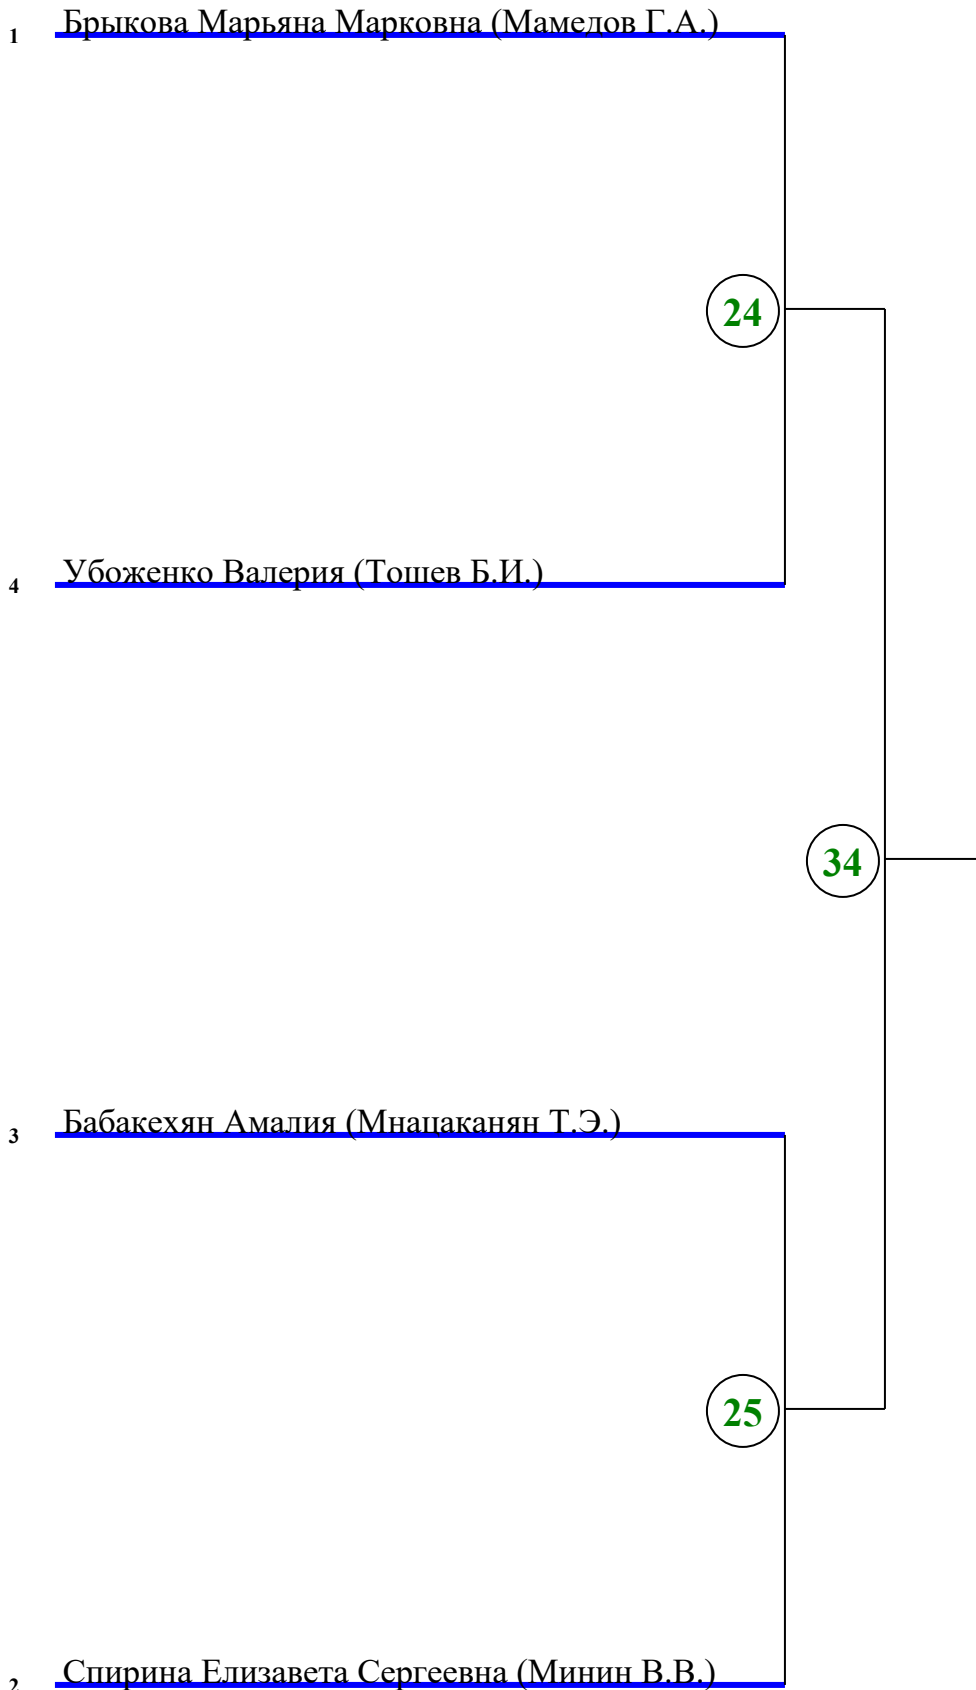 1 Брыкова Марьяна Марковна (Мамедов Г.А.)
24
4 Убоженко Валерия (Тошев Б.И.)
34
3 Бабакехян Амалия (Мнацаканян Т.Э.)
25
2 Спирина Елизавета Сергеевна (Минин В.В.)